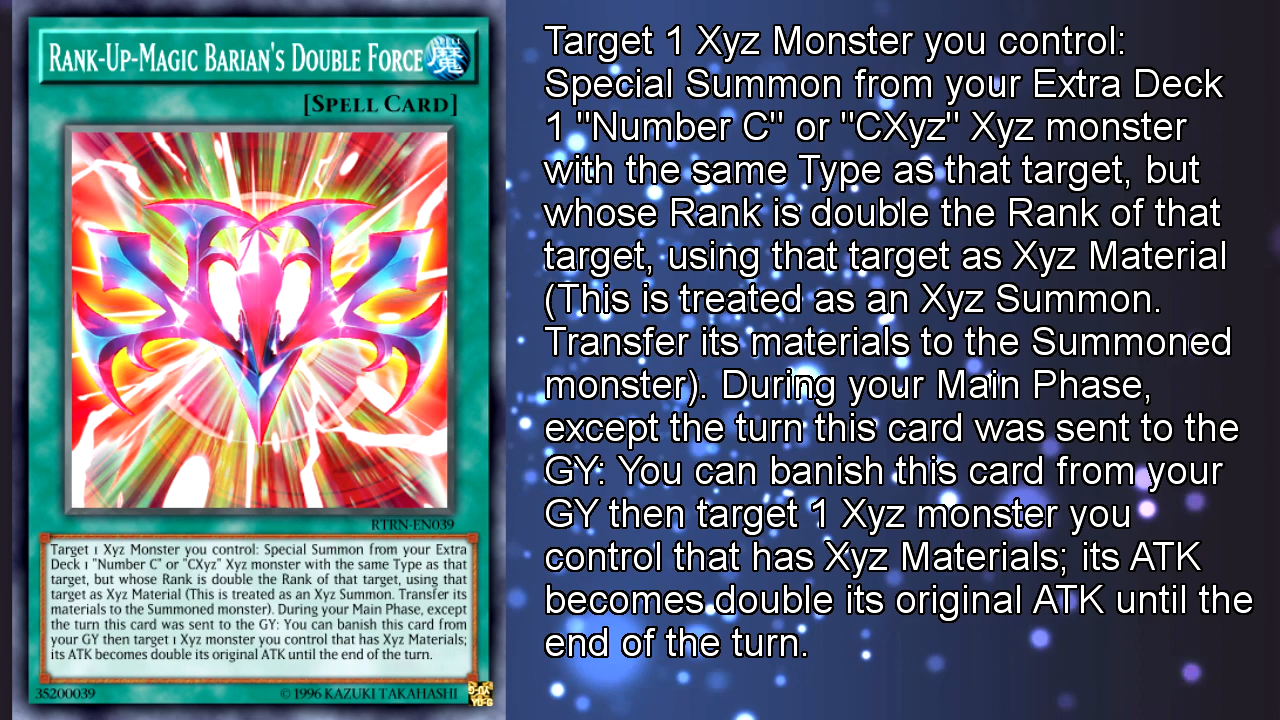 RANK-UP-MAGIC BARIAN'S DOUBLE FORCE
SPELL
魔
[SPELL CARD]
RTRN-EN039
Target 1 Xyz Monster you control: Special Summon from your Extra
Deck 1 "Number C" or "CXyz" Xyz monster with the same Type as that
target, but whose Rank is double the Rank of that target, using that
target as Xyz Material (This is treated as an Xyz Summon. Transfer its
materials to the Summoned monster). During your Main Phase, except
the turn this card was sent to the GY: You can banish this card from
your GY then target 1 Xyz monster you control that has Xyz Materials;
its ATK becomes double its original ATK until the end of the turn.
35200039
© 1996 KAZUKI TAKAHASHI
Target 1 Xyz Monster you control:
Special Summon from your Extra Deck
1 "Number C" or "CXyz" Xyz monster
with the same Type as that target, but
whose Rank is double the Rank of that
target, using that target as Xyz Material
(This is treated as an Xyz Summon.
Transfer its materials to the Summoned
monster). During your Main Phase,
except the turn this card was sent to the
GY: You can banish this card from your
GY then target 1 Xyz monster you
control that has Xyz Materials; its ATK
becomes double its original ATK until the
end of the turn.